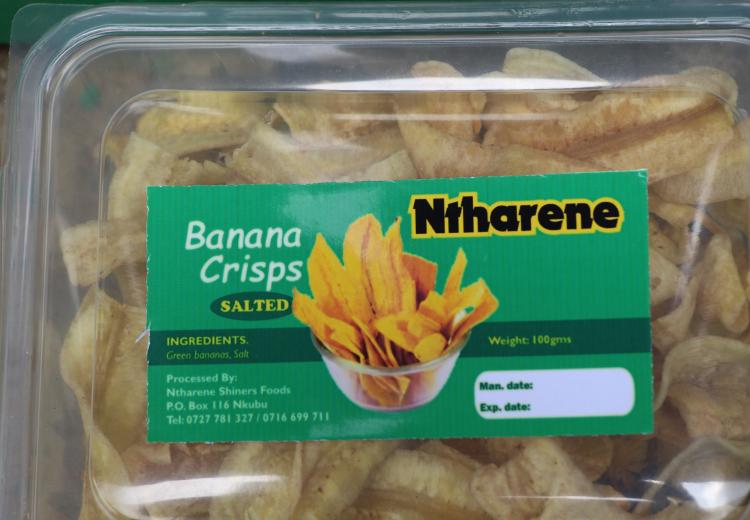 Ntharene
Banana
Crisps
SALTED
INGREDIENTS.
Green bananas, Salt
Weight: 100gms
Processed By:
Ntharene Shiners Foods
P.O. Box 116 Nkubu
Tel: 0727 781 327 / 0716 699 711
Man. date:
Exp. date: